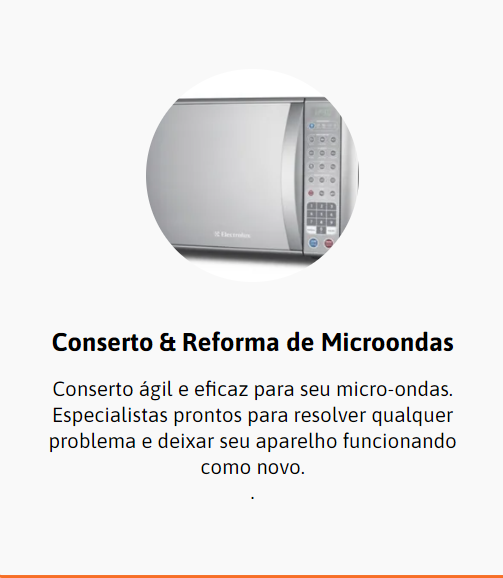 Electrolux
Conserto & Reforma de Microondas
Conserto ágil e eficaz para seu micro-ondas.
Especialistas prontos para resolver qualquer
problema e deixar seu aparelho funcionando
como novo.
.